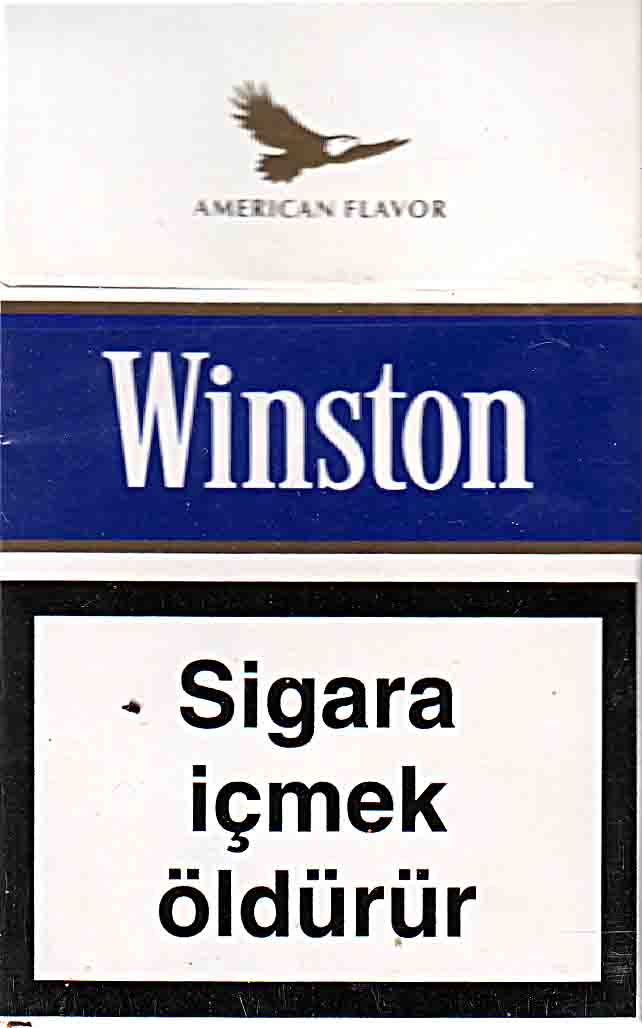 AMERICAN FLAVOR
Winston
Sigara
içmek
öldürür